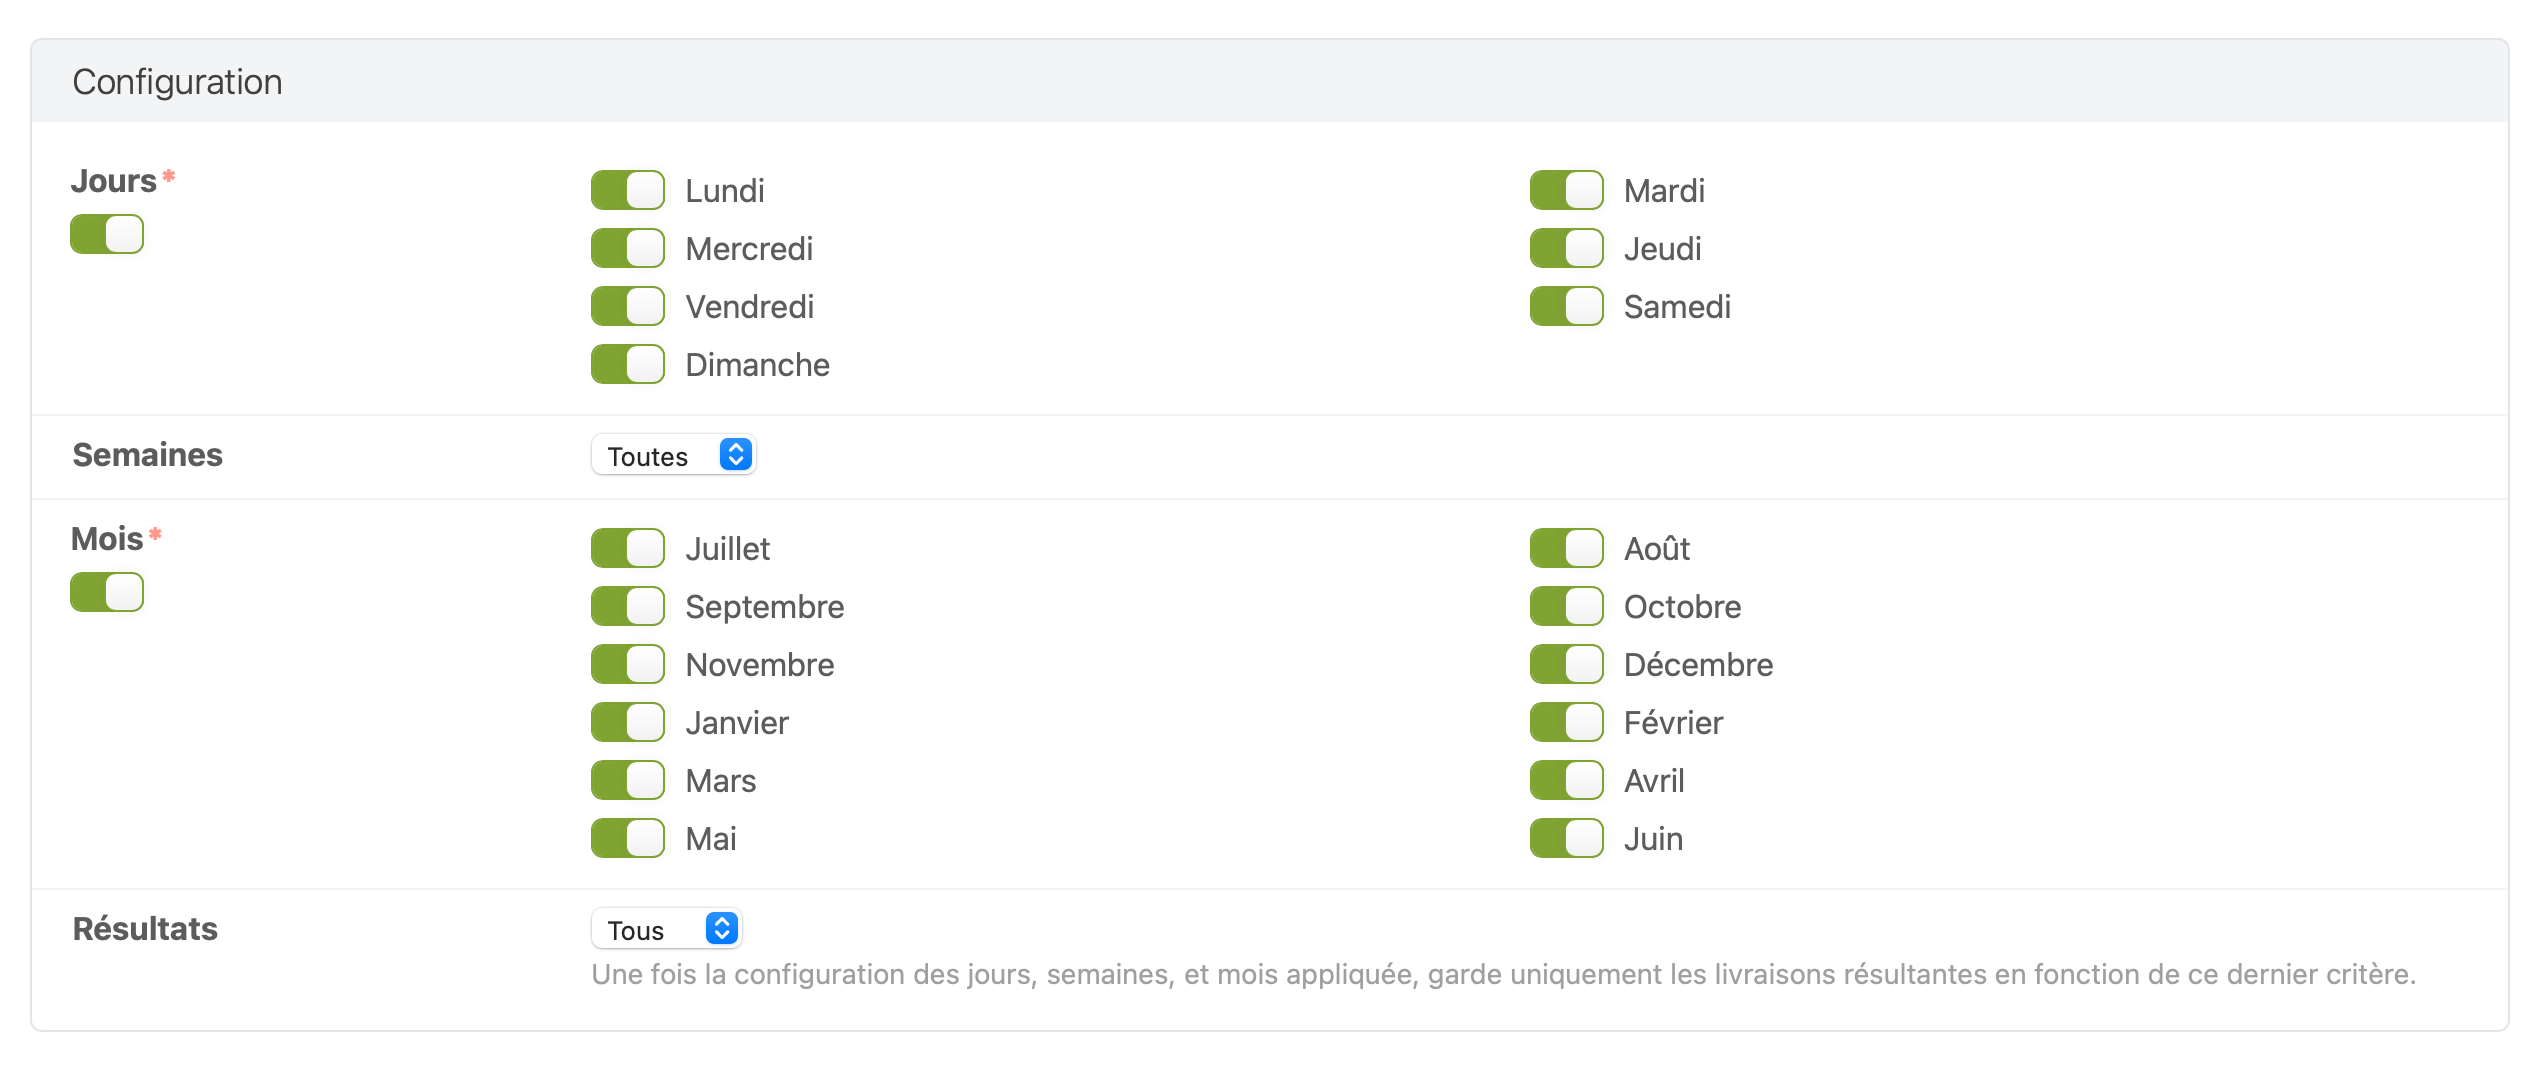 Configuration
Jours *
Lundi
Mardi
Mercredi
Jeudi
Vendredi
Samedi
Dimanche
Semaines
Toutes
Mois *
Juillet
Août
Septembre
Octobre
Novembre
Décembre
Janvier
Février
Mars
Avril
Mai
Juin
Résultats
Tous
Une fois la configuration des jours, semaines, et mois appliquée, garde uniquement les livraisons résultantes en fonction de ce dernier critère.